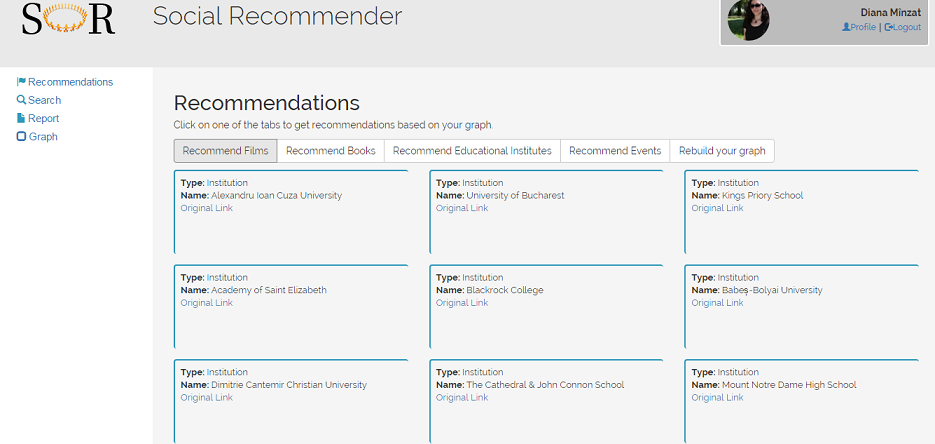 SOR
Social Recommender
Diana Mînzat
Profile | Logout
Recommendations
Search
Report
Graph
Recommendations
Click on one of the tabs to get recommendations based on your graph.
Recommend Films
Recommend Books
Recommend Educational Institutes
Recommend Events
Rebuild your graph
Type: Institution
Name: Alexandru Ioan Cuza University
Original Link
Type: Institution
Name: University of Bucharest
Original Link
Type: Institution
Name: Kings Priory School
Original Link
Type: Institution
Name: Academy of Saint Elizabeth
Original Link
Type: Institution
Name: Blackrock College
Original Link
Type: Institution
Name: Babeș-Bolyai University
Original Link
Type: Institution
Name: Dimitrie Cantemir Christian University
Original Link
Type: Institution
Name: The Cathedral & John Connon School
Original Link
Type: Institution
Name: Mount Notre Dame High School
Original Link